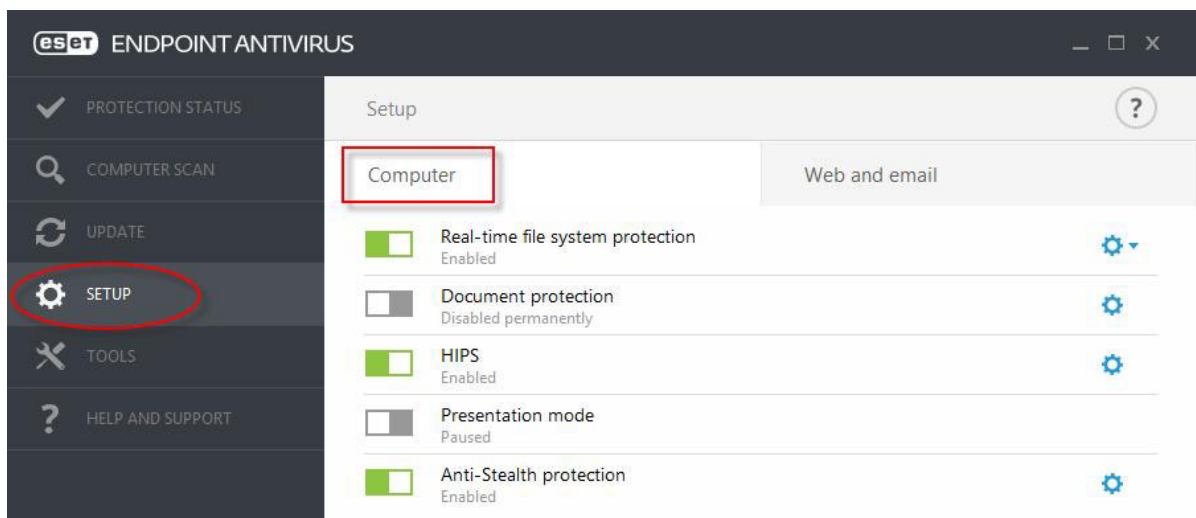 eset ENDPOINT ANTIVIRUS
PROTECTION STATUS
COMPUTER SCAN
UPDATE
SETUP
TOOLS
? HELP AND SUPPORT
Setup
?
Computer
Web and email
Real-time file system protection
Enabled
Document protection
Disabled permanently
HIPS
Enabled
Presentation mode
Paused
Anti-Stealth protection
Enabled